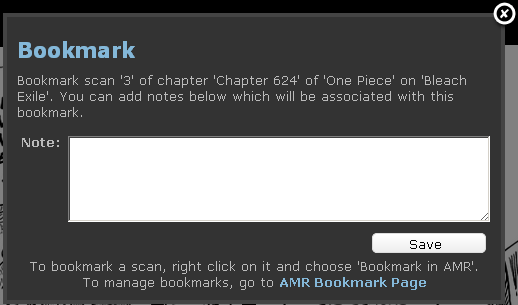 Bookmark
Bookmark scan '3' of chapter 'Chapter 624' of 'One Piece' on 'Bleach
Exile'. You can add notes below which will be associated with this
bookmark.
Note:
Save
To bookmark a scan, right click on it and choose 'Bookmark in AMR'.
To manage bookmarks, go to AMR Bookmark Page